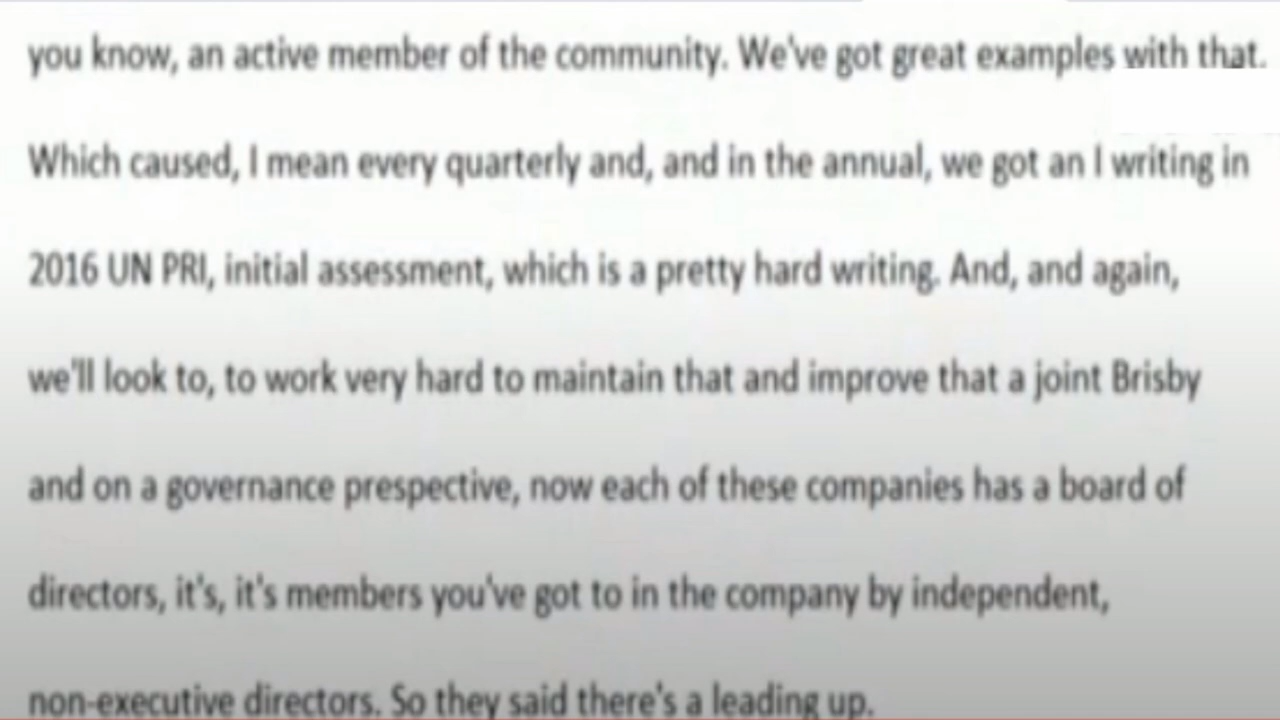 you know, an active member of the community. We've got great examples with that.
Which caused, I mean every quarterly and, and in the annual, we got an I writing in
2016 UN PRI, initial assessment, which is a pretty hard writing. And, and again,
we'll look to, to work very hard to maintain that and improve that a joint Brisby
and on a governance prespective, now each of these companies has a board of
directors, it's, it's members you've got to in the company by independent,
non-executive directors. So they said there's a leading up.